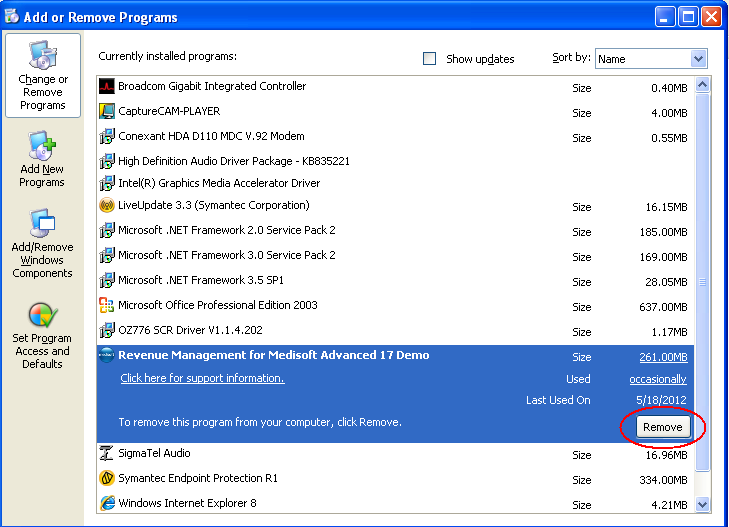 Add or Remove Programs
Change or
Remove
Programs
Add New
Programs
Add/Remove
Windows
Components
Set Program
Access and
Defaults
Currently installed programs: Show updates Sort by: Name
Broadcom Gigabit Integrated Controller Size 0.40MB
CaptureCAM-PLAYER Size 4.00MB
Conexant HDA D110 MDC V.92 Modem Size 0.55MB
High Definition Audio Driver Package - KB835221
Intel(R) Graphics Media Accelerator Driver
LiveUpdate 3.3 (Symantec Corporation) Size 16.15MB
Microsoft .NET Framework 2.0 Service Pack 2 Size 185.00MB
Microsoft .NET Framework 3.0 Service Pack 2 Size 169.00MB
Microsoft .NET Framework 3.5 SP1 Size 28.05MB
Microsoft Office Professional Edition 2003 Size 637.00MB
OZ776 SCR Driver V1.1.4.202 Size 1.17MB
Revenue Management for Medisoft Advanced 17 Demo Size 261.00MB
Click here for support information. Used occasionally
Last Used On 5/18/2012
To remove this program from your computer, click Remove. Remove
SigmaTel Audio Size 16.96MB
Symantec Endpoint Protection R1 Size 334.00MB
Windows Internet Explorer 8 Size 4.21MB